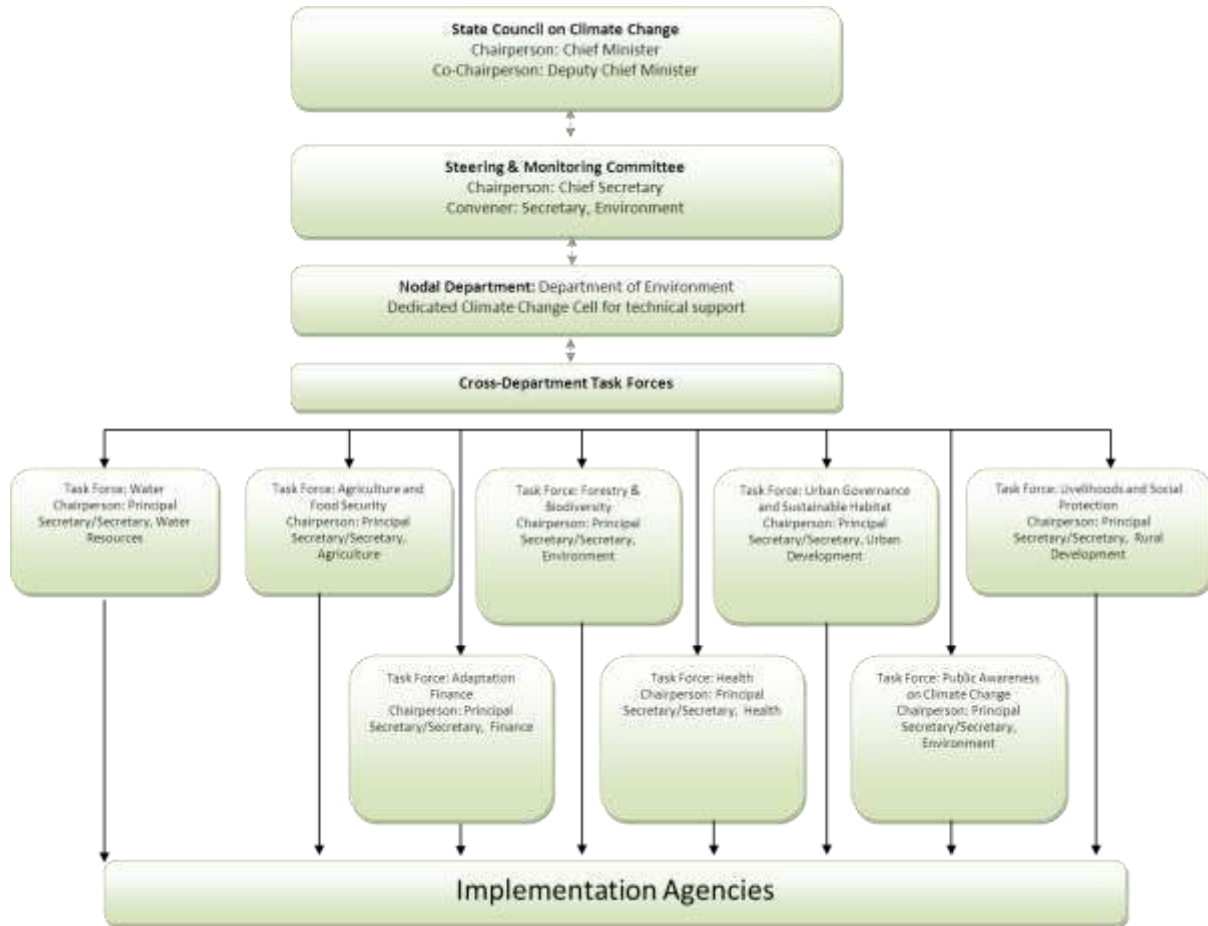 State Council on Climate Change
Chairperson: Chief Minister
Co-Chairperson: Deputy Chief Minister
Steering & Monitoring Committee
Chairperson: Chief Secretary
Convener: Secretary, Environment
Nodal Department: Department of Environment
Dedicated Climate Change Cell for technical support
Cross-Department Task Forces
Task Force: Water
Chairperson: Principal
Secretary/Secretary, Water
Resources
Task Force: Agriculture and
Food Security
Chairperson: Principal
Secretary/Secretary,
Agriculture
Task Force: Forestry &
Biodiversity
Chairperson: Principal
Secretary/Secretary,
Environment
Task Force: Urban Governance
and Sustainable Habitat
Chairperson: Principal
Secretary/Secretary, Urban
Development
Task Force: Livelihoods and Social
Protection
Chairperson: Principal
Secretary/Secretary, Rural
Development
Task Force: Adaptation
Finance
Chairperson: Principal
Secretary/Secretary, Finance
Task Force: Health
Chairperson: Principal
Secretary/Secretary, Health
Task Force: Public Awareness
on Climate Change
Chairperson: Principal
Secretary/Secretary,
Environment
Implementation Agencies